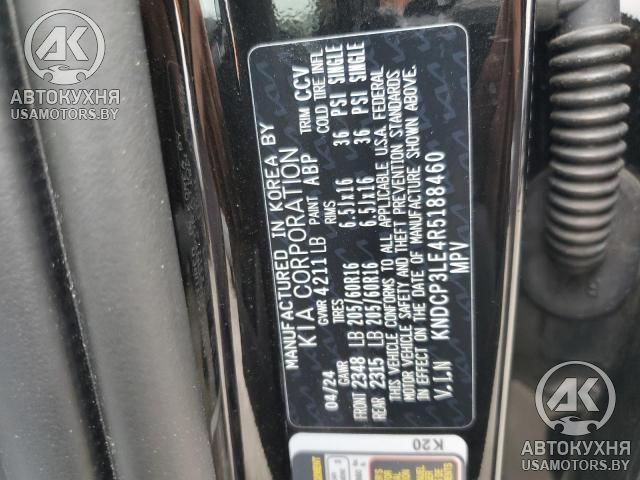 MANUFACTURED IN KOREA BY
KIA CORPORATION
04/24 GVWR 4211 LB PAINT ABP TRIM CCV
GAWR TIRES RIMS COLD TIRE INFL
FRONT 2348 LB 205/60R16 6.5Jx16 36 PSI SINGLE
REAR 2315 LB 205/60R16 6.5Jx16 36 PSI SINGLE
THIS VEHICLE CONFORMS TO ALL APPLICABLE U.S.A. FEDERAL
MOTOR VEHICLE SAFETY AND THEFT PREVENTION STANDARDS
IN EFFECT ON THE DATE OF MANUFACTURE SHOWN ABOVE.
V.I.N KNDCP3LE4R5188460
MPV
K20
АК
АВТОКУХНЯ
USAMOTORS.BY
АК
АВТОКУХНЯ
USAMOTORS.BY